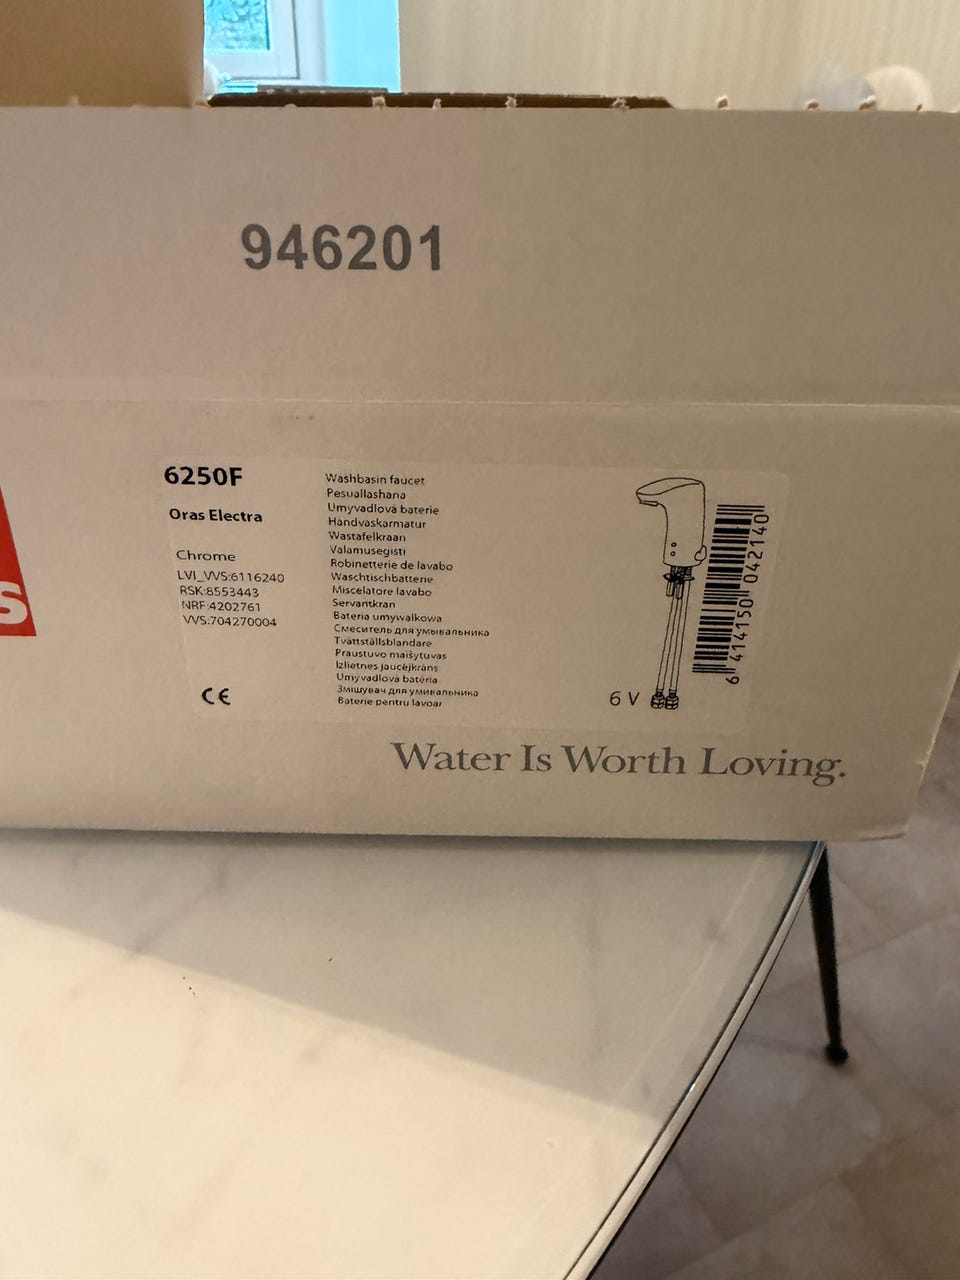 946201
6250F
Oras Electra
Chrome
LVI_VVS:6116240
RSK:8553443
NRF:4202761
VVS:704270004
CE
Washbasin faucet
Pesuallashana
Umyvadlová baterie
Håndvaskarmatur
Wastafelkraan
Valamusegisti
Robinetterie de lavabo
Waschtischbatterie
Miscelatore lavabo
Servantkran
Bateria umywalkowa
Смеситель для умывальника
Tvättställsblandare
Praustuvo maišytuvas
Izlietnes jaucējkrāns
Umývadlová batéria
Змішувач для умивальника
Baterie pentru lavoar
6 V
6 414150 042140
Water Is Worth Loving.
s